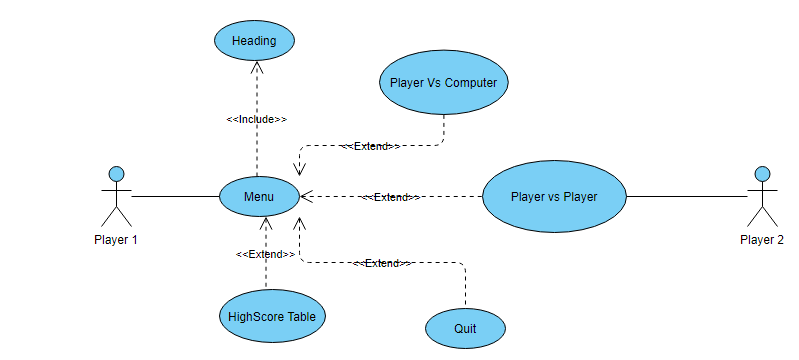 Heading
Player Vs Computer
<<Include>>
<<Extend>>
Menu
<<Extend>>
Player vs Player
Player 1
Player 2
<<Extend>>
<<Extend>>
HighScore Table
Quit